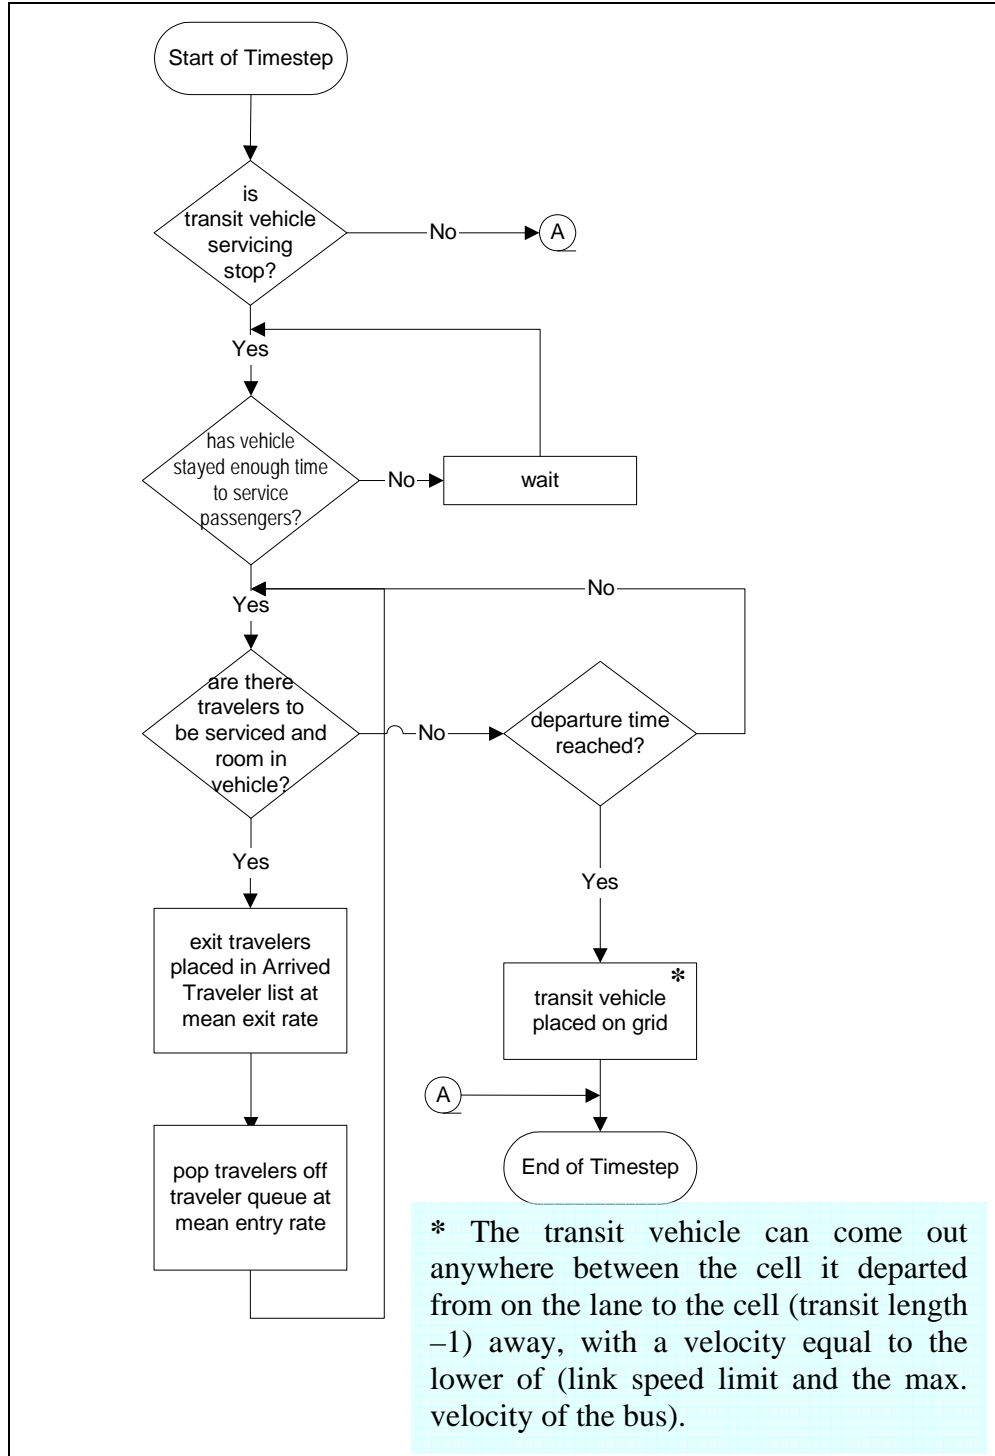 Start of Timestep
is
transit vehicle
servicing
stop?
No
A
Yes
has vehicle
stayed enough time
to service
passengers?
No
wait
Yes
No
are there
travelers to
be serviced and
room in
vehicle?
No
departure time
reached?
Yes
Yes
exit travelers
placed in Arrived
Traveler list at
mean exit rate
*
transit vehicle
placed on grid
A
pop travelers off
traveler queue at
mean entry rate
End of Timestep
* The transit vehicle can come out
anywhere between the cell it departed
from on the lane to the cell (transit length
–1) away, with a velocity equal to the
lower of (link speed limit and the max.
velocity of the bus).